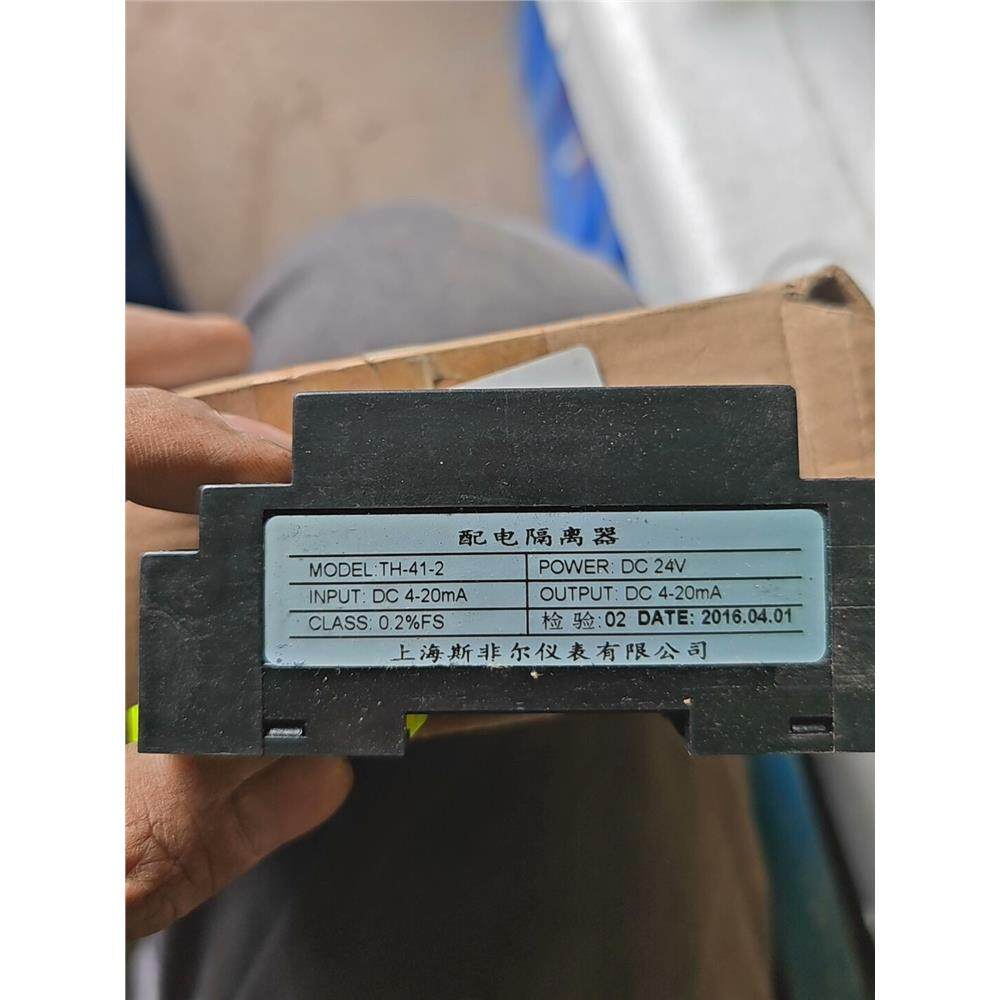 配电隔离器
MODEL: TH-41-2 POWER: DC 24V
INPUT: DC 4-20mA OUTPUT: DC 4-20mA
CLASS: 0.2%FS 检验: 02 DATE: 2016.04.01
上海斯非尔仪表有限公司